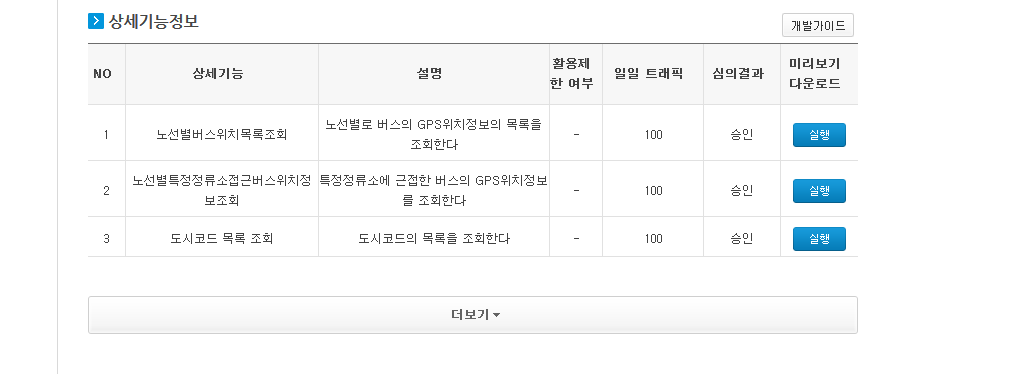 상세기능정보
개발가이드
NO 상세기능 설명 활용제한 여부 일일 트래픽 심의결과 미리보기 다운로드
1 노선별버스위치목록조회 노선별로 버스의 GPS위치정보의 목록을 조회한다 - 100 승인 실행
2 노선별특정정류소접근버스위치정보조회 특정정류소에 근접한 버스의 GPS위치정보를 조회한다 - 100 승인 실행
3 도시코드 목록 조회 도시코드의 목록을 조회한다 - 100 승인 실행
더보기